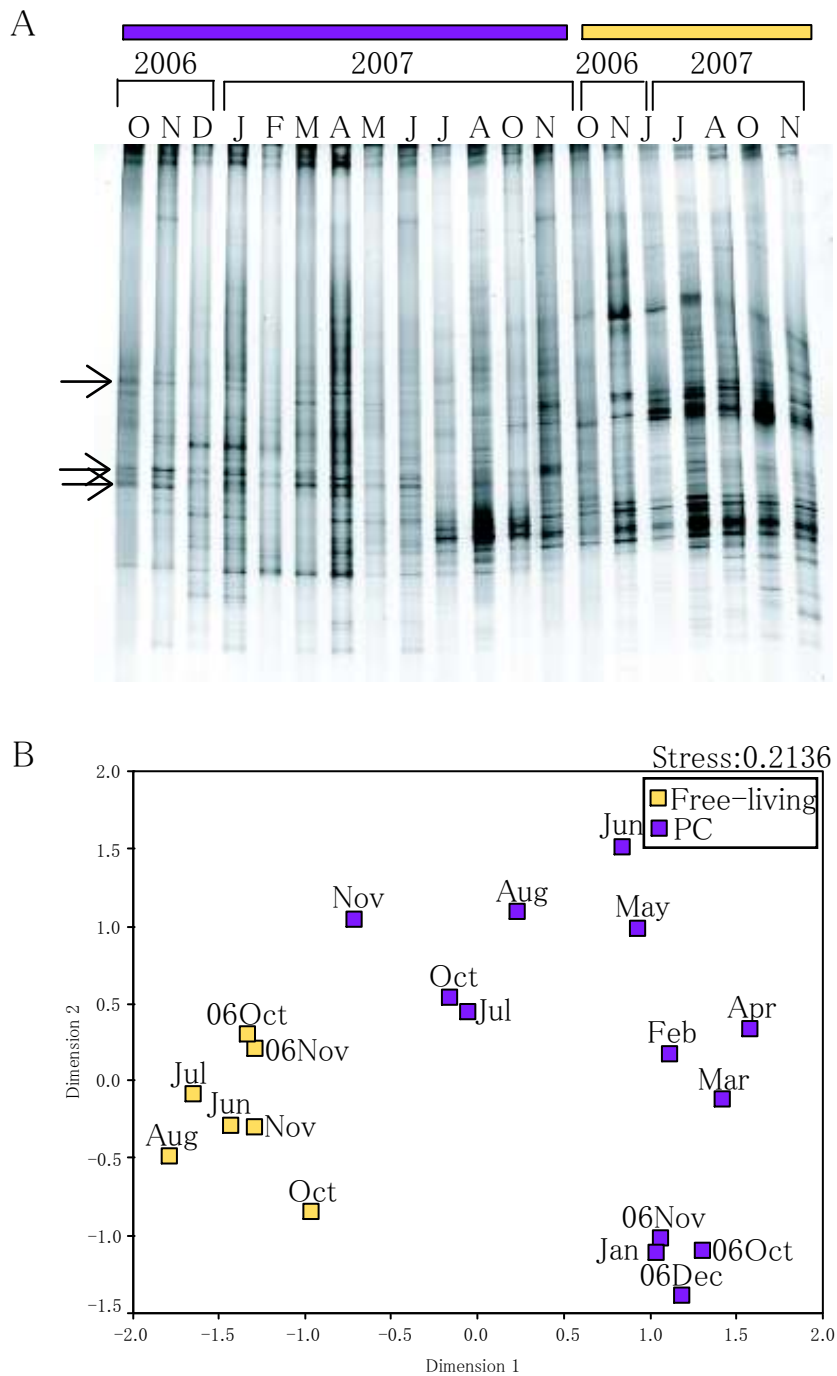 A
2006 2007 2006 2007
O N D J F M A M J J A O N O N J J A O N
B
Stress:0.2136
Free-living
PC
2.0
1.5
1.0
0.5
0.0
−0.5
−1.0
−1.5
Dimension 2
Jun
Nov
Aug
May
Oct
Jul
Apr
06Oct
06Nov
Feb
Jul
Mar
Jun
Nov
Aug
Oct
06Nov
Jan
06Oct
06Dec
−2.0 −1.5 −1.0 −0.5 0.0 0.5 1.0 1.5 2.0
Dimension 1